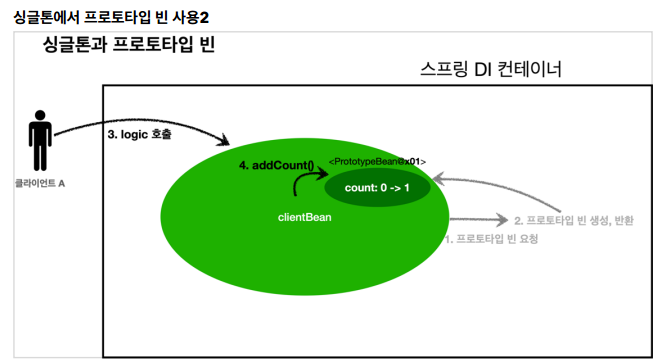 싱글톤에서 프로토타입 빈 사용2
싱글톤과 프로토타입 빈
스프링 DI 컨테이너
3. logic 호출
클라이언트 A
4. addCount()
<PrototypeBean@x01>
count: 0 -> 1
clientBean
2. 프로토타입 빈 생성, 반환
1. 프로토타입 빈 요청